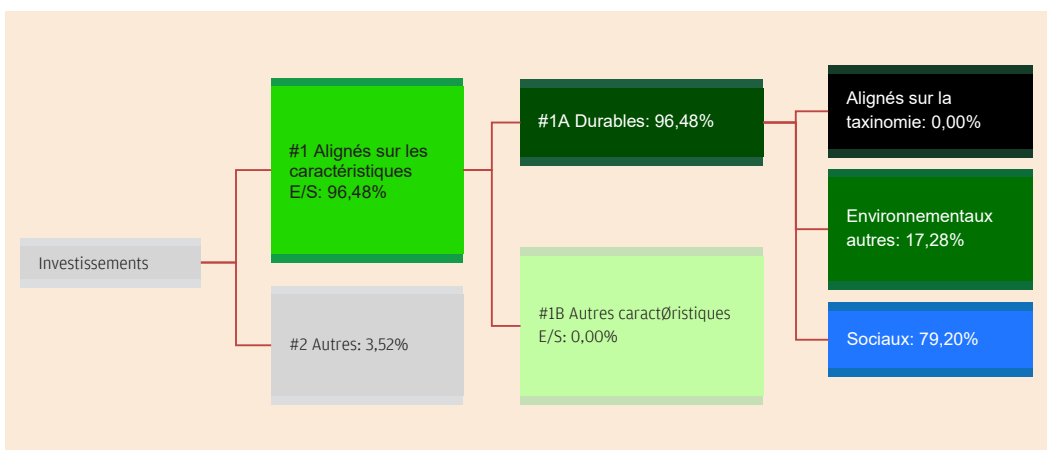 Investissements
#1 Alignés sur les
caractéristiques
E/S: 96,48%
#2 Autres: 3,52%
#1A Durables: 96,48%
#1B Autres caractØristiques
E/S: 0,00%
Alignés sur la
taxinomie: 0,00%
Environnementaux
autres: 17,28%
Sociaux: 79,20%